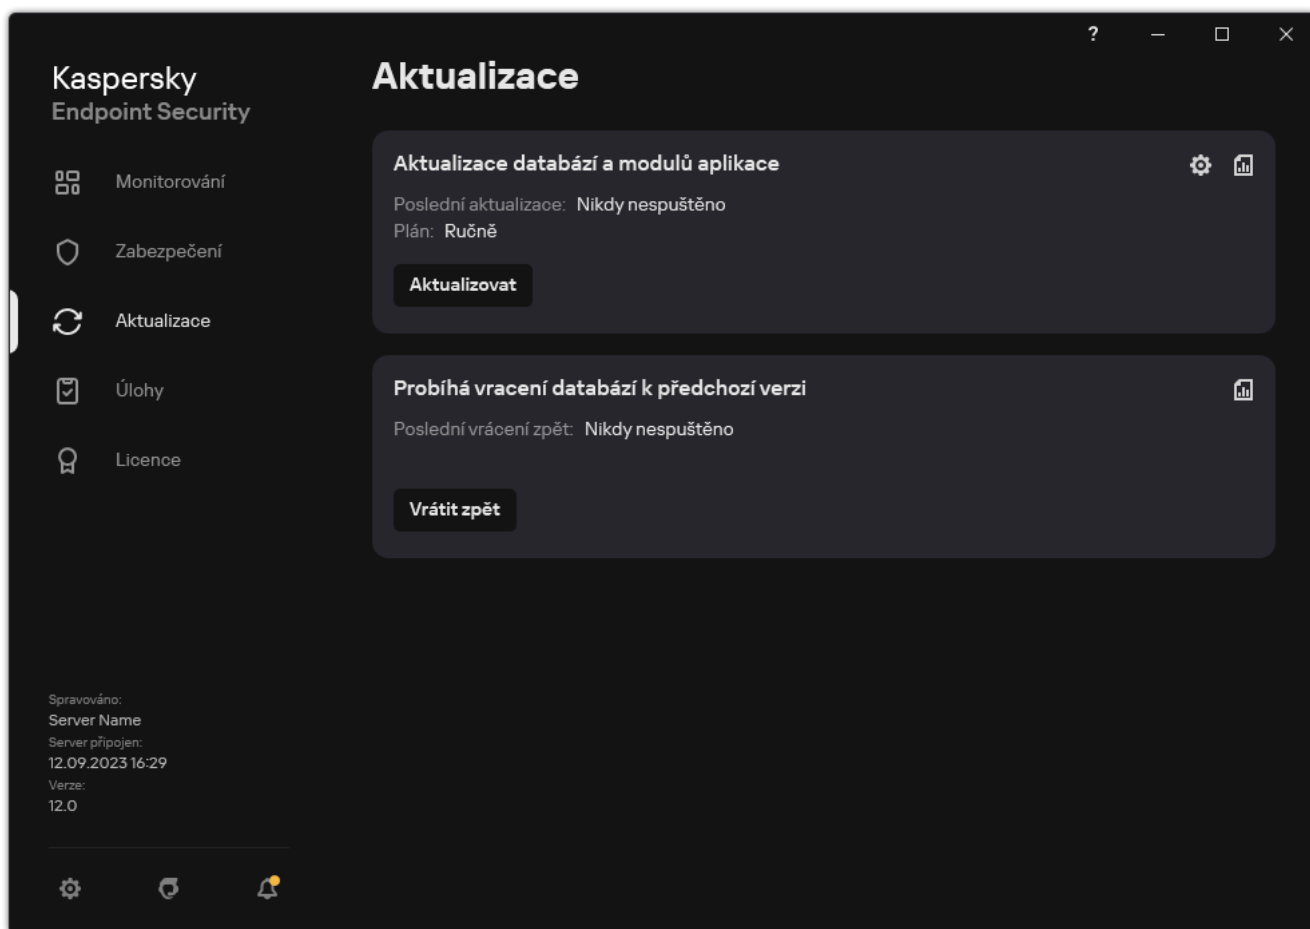 ?
Kaspersky
Endpoint Security
Monitorování
Zabezpečení
Aktualizace
Úlohy
Licence
Spravováno:
Server Name
Server připojen:
12.09.2023 16:29
Verze:
12.0
Aktualizace
Aktualizace databází a modulů aplikace
Poslední aktualizace: Nikdy nespuštěno
Plán: Ručně
Aktualizovat
Probíhá vracení databází k předchozí verzi
Poslední vrácení zpět: Nikdy nespuštěno
Vrátit zpět